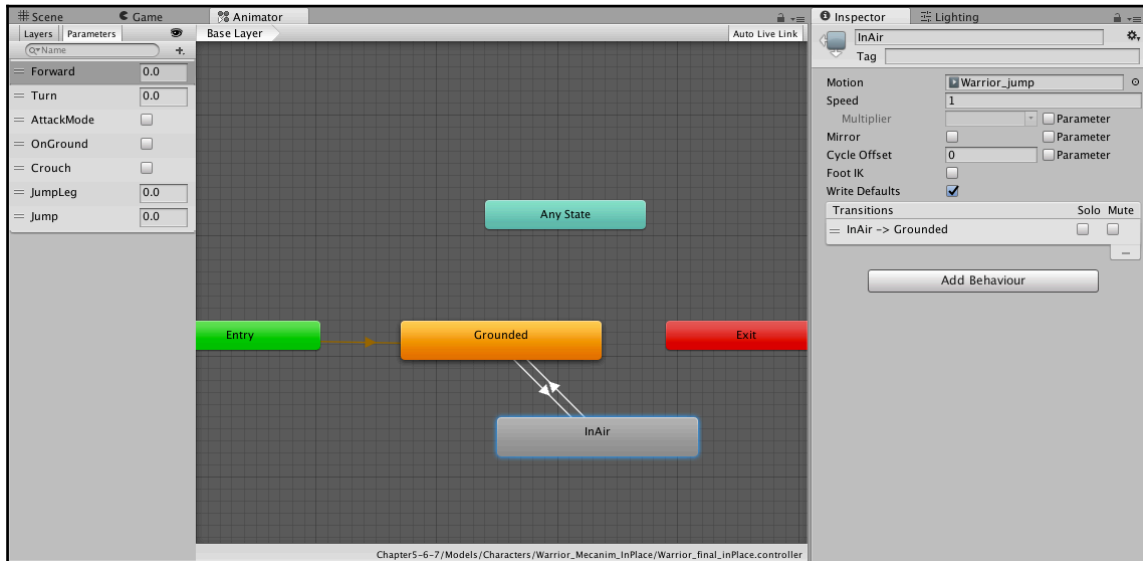 Scene Game Animator
Layers Parameters
Base Layer
Auto Live Link
Name
Forward 0.0
Turn 0.0
AttackMode
OnGround
Crouch
JumpLeg 0.0
Jump 0.0
Any State
Entry
Grounded
Exit
InAir
Chapter5-6-7/Models/Characters/Warrior_Mecanim_InPlace/Warrior_final_inPlace.controller
Inspector Lighting
InAir
Tag
Motion Warrior_jump
Speed 1
Multiplier Parameter
Mirror Parameter
Cycle Offset 0 Parameter
Foot IK
Write Defaults
Transitions Solo Mute
InAir -> Grounded
Add Behaviour